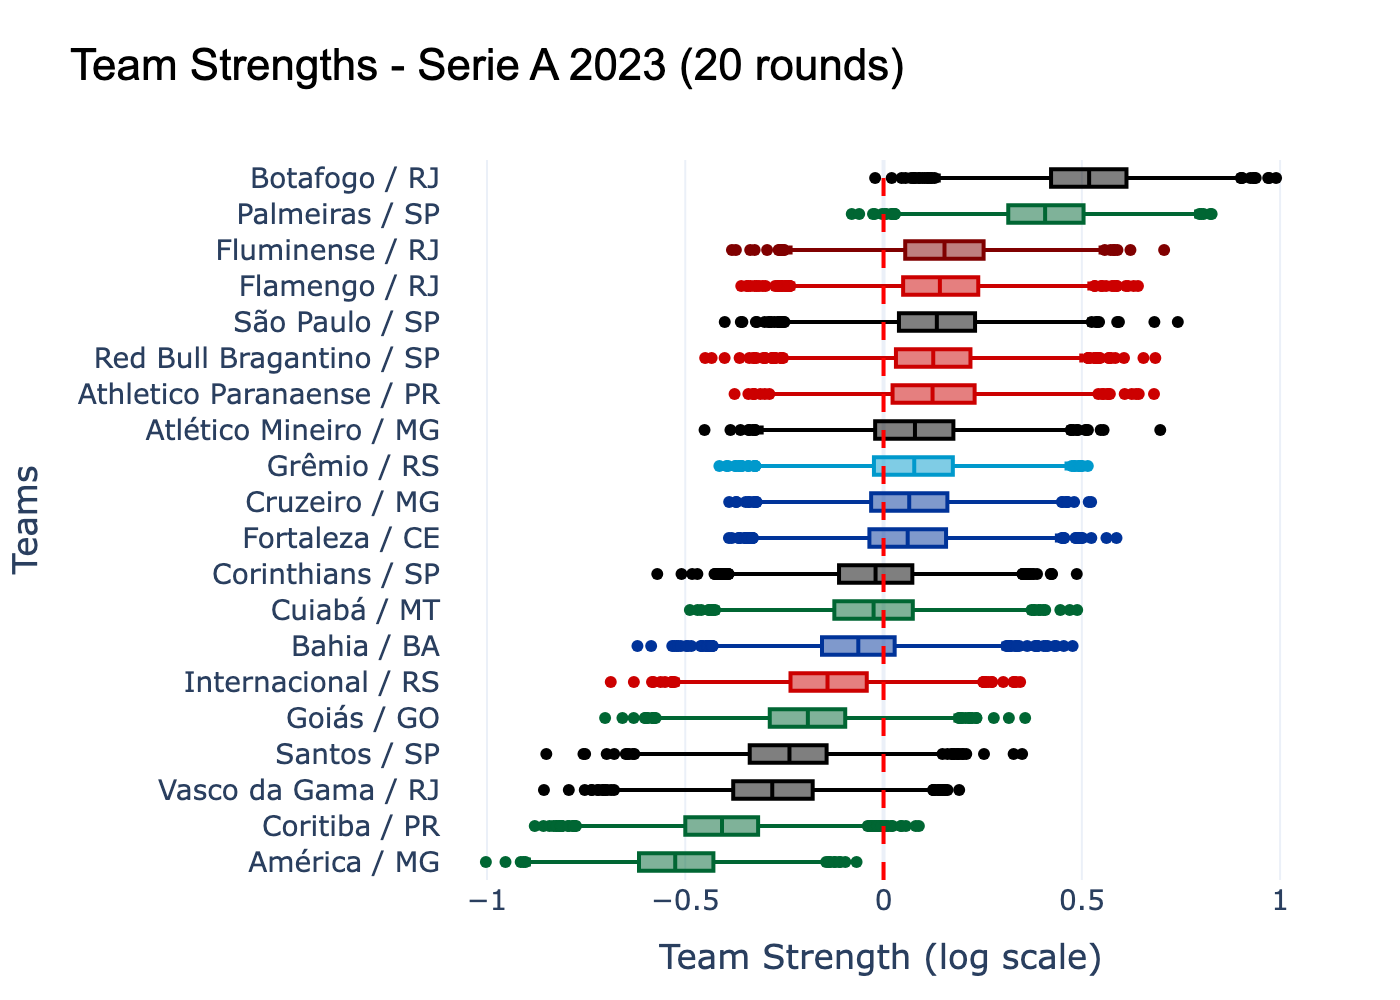 Team Strengths - Serie A 2023 (20 rounds)
Teams
Botafogo / RJ
Palmeiras / SP
Fluminense / RJ
Flamengo / RJ
São Paulo / SP
Red Bull Bragantino / SP
Athletico Paranaense / PR
Atlético Mineiro / MG
Grêmio / RS
Cruzeiro / MG
Fortaleza / CE
Corinthians / SP
Cuiabá / MT
Bahia / BA
Internacional / RS
Goiás / GO
Santos / SP
Vasco da Gama / RJ
Coritiba / PR
América / MG
−1 −0.5 0 0.5 1
Team Strength (log scale)